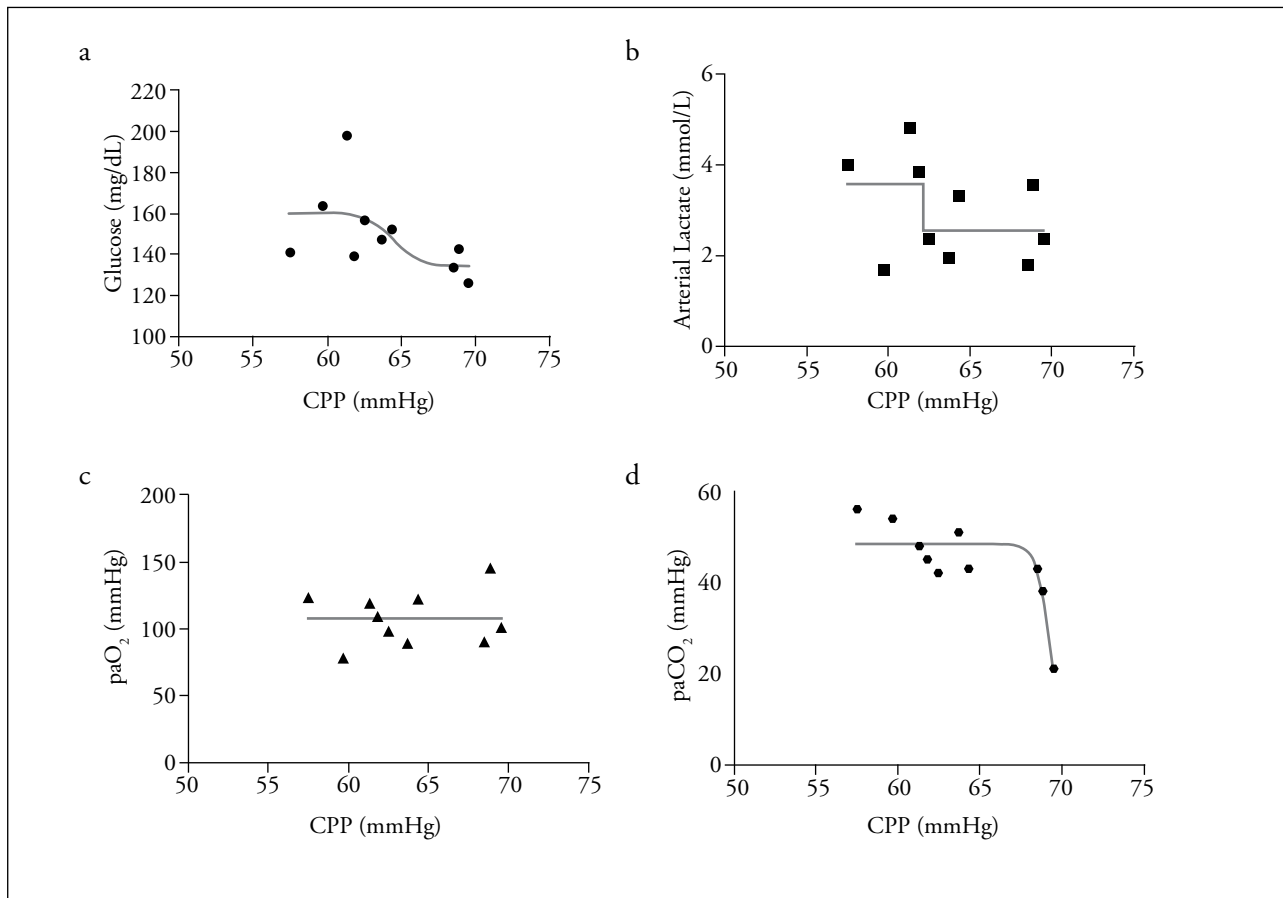 a
220
200
180
160
140
120
100
Glucose (mg/dL)
50 55 60 65 70 75
CPP (mmHg)
b
6
4
2
0
Arterial Lactate (mmol/L)
50 55 60 65 70 75
CPP (mmHg)
c
200
150
100
50
0
paO₂ (mmHg)
50 55 60 65 70 75
CPP (mmHg)
d
60
40
20
0
paCO₂ (mmHg)
50 55 60 65 70 75
CPP (mmHg)